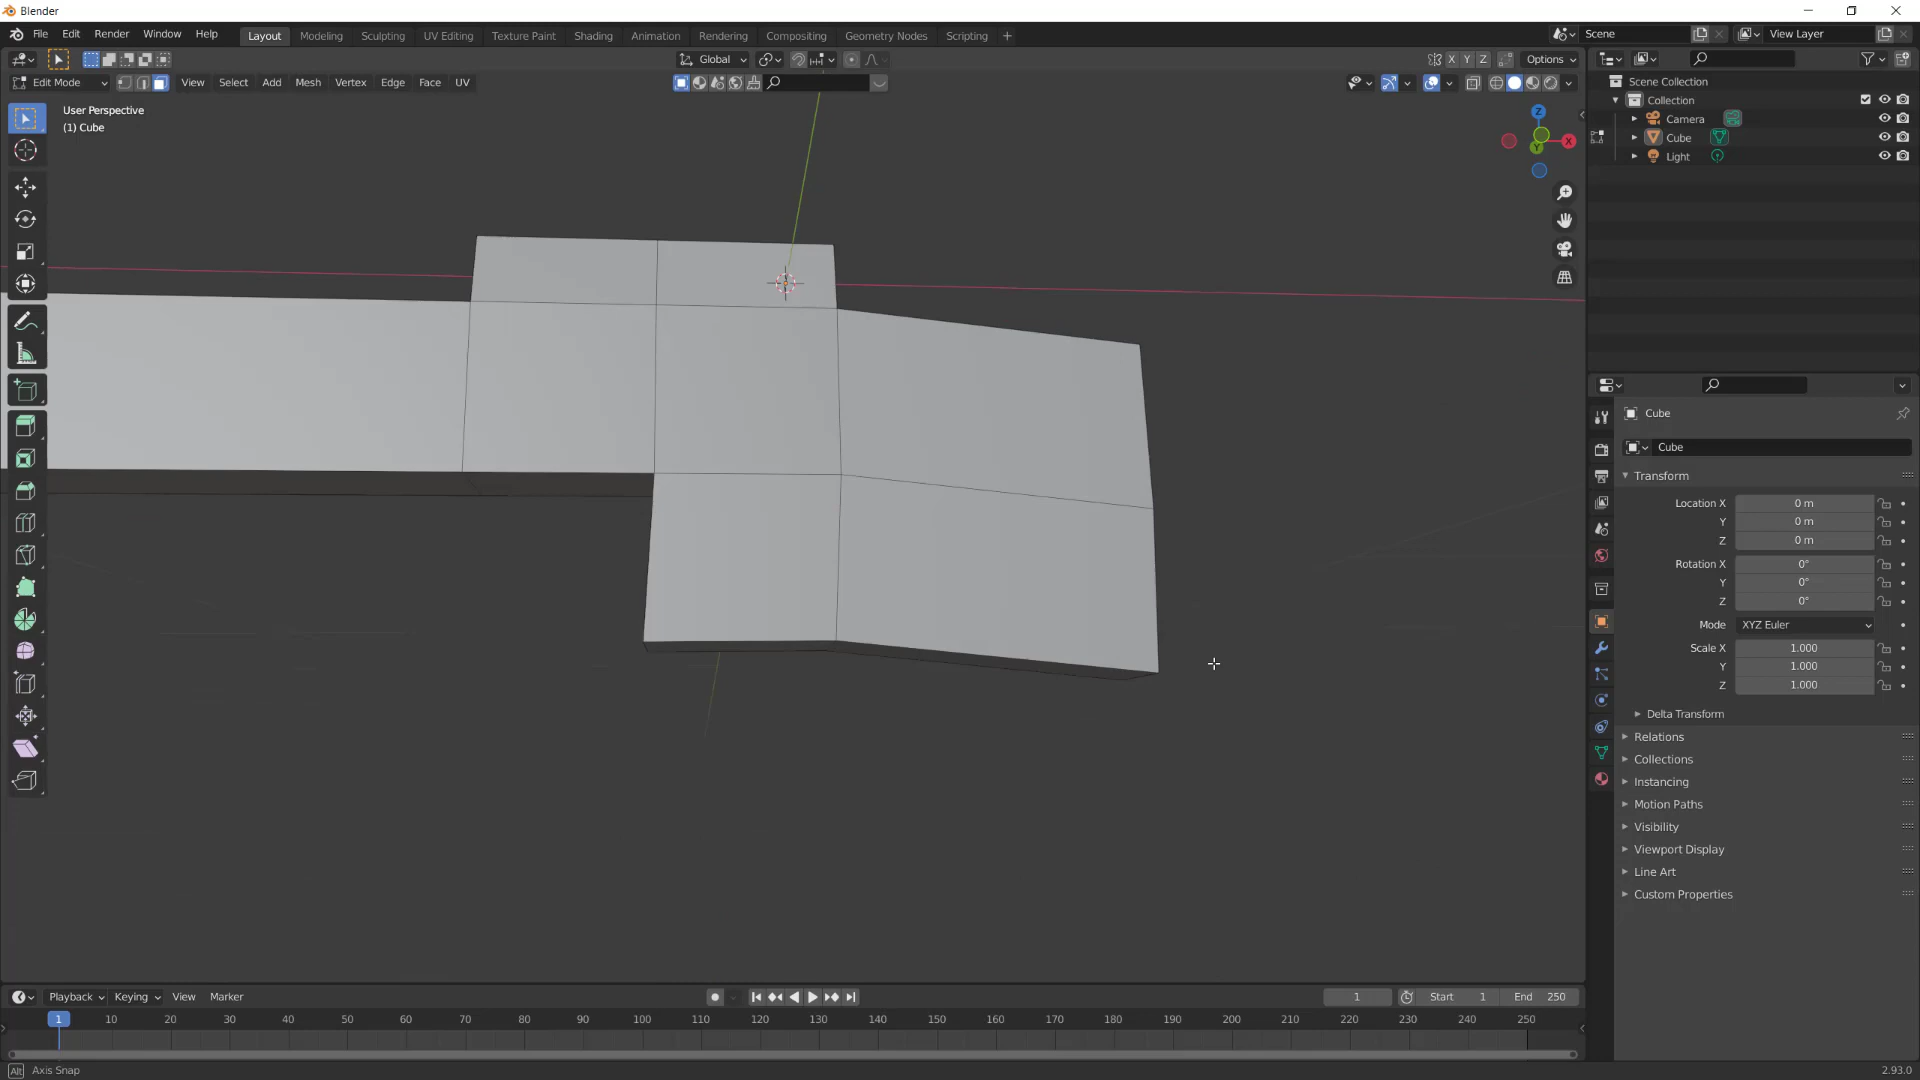 Blender
File Edit Render Window Help Layout Modeling Sculpting UV Editing Texture Paint Shading Animation Rendering Compositing Geometry Nodes Scripting +
Scene
View Layer
Global
X Y Z Options
Edit Mode View Select Add Mesh Vertex Edge Face UV
User Perspective
(1) Cube
Z
X
Y
Scene Collection
Collection
Camera
Cube
Light
Cube
Cube
Transform
Location X 0 m
Y 0 m
Z 0 m
Rotation X 0°
Y 0°
Z 0°
Mode XYZ Euler
Scale X 1.000
Y 1.000
Z 1.000
Delta Transform
Relations
Collections
Instancing
Motion Paths
Visibility
Viewport Display
Line Art
Custom Properties
Playback Keying View Marker
1 Start 1 End 250
1 10 20 30 40 50 60 70 80 90 100 110 120 130 140 150 160 170 180 190 200 210 220 230 240 250
Alt Axis Snap
2.93.0